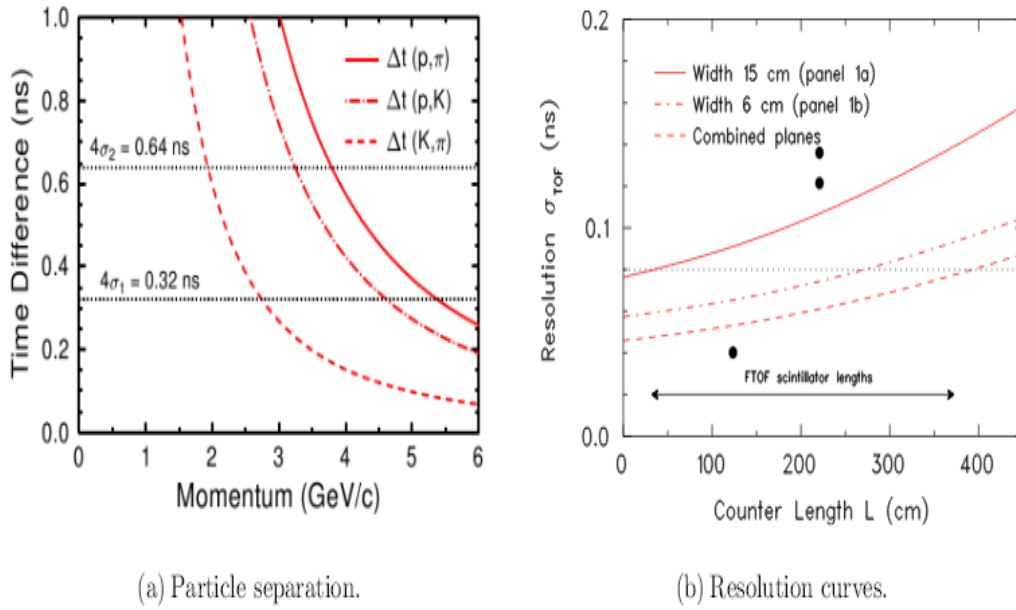 1.0
0.8
0.6
0.4
0.2
0.0
Time Difference (ns)
Δt (p,π)
Δt (p,K)
Δt (K,π)
4σ₂ = 0.64 ns
4σ₁ = 0.32 ns
0 1 2 3 4 5 6
Momentum (GeV/c)
(a) Particle separation.
0.2
0.1
0.0
Resolution σTOF (ns)
Width 15 cm (panel 1a)
Width 6 cm (panel 1b)
Combined planes
FTOF scintillator lengths
0 100 200 300 400
Counter Length L (cm)
(b) Resolution curves.